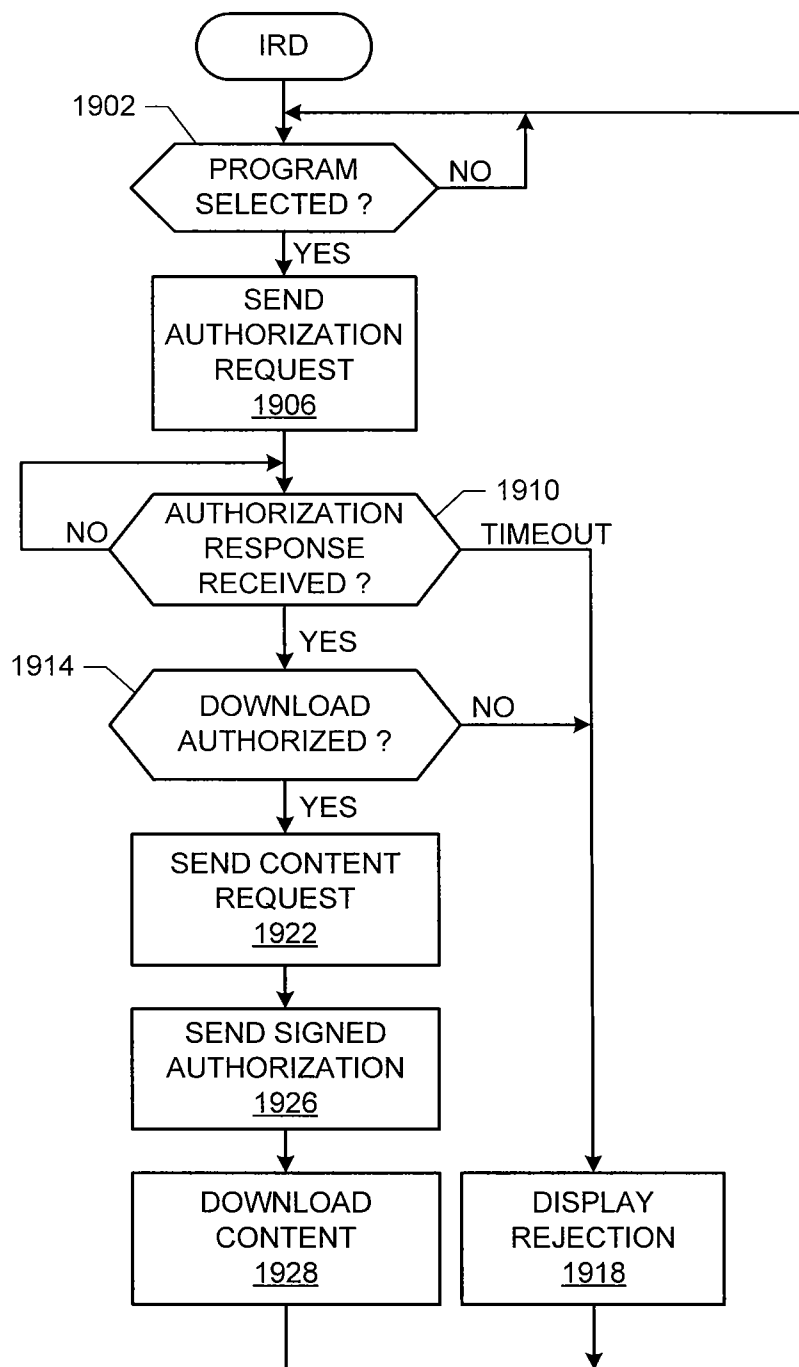 IRD
1902
PROGRAM
SELECTED ?
NO
YES
SEND
AUTHORIZATION
REQUEST
1906
1910
AUTHORIZATION
RESPONSE
RECEIVED ?
NO
TIMEOUT
YES
1914
DOWNLOAD
AUTHORIZED ?
NO
YES
SEND CONTENT
REQUEST
1922
SEND SIGNED
AUTHORIZATION
1926
DOWNLOAD
CONTENT
1928
DISPLAY
REJECTION
1918